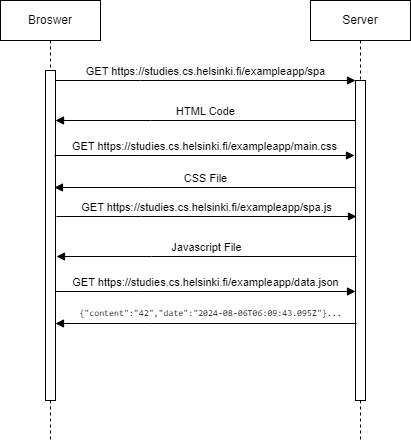 Broswer
Server
GET https://studies.cs.helsinki.fi/exampleapp/spa
HTML Code
GET https://studies.cs.helsinki.fi/exampleapp/main.css
CSS File
GET https://studies.cs.helsinki.fi/exampleapp/spa.js
Javascript File
GET https://studies.cs.helsinki.fi/exampleapp/data.json
{"content":"42","date":"2024-08-06T06:09:43.095Z"}...